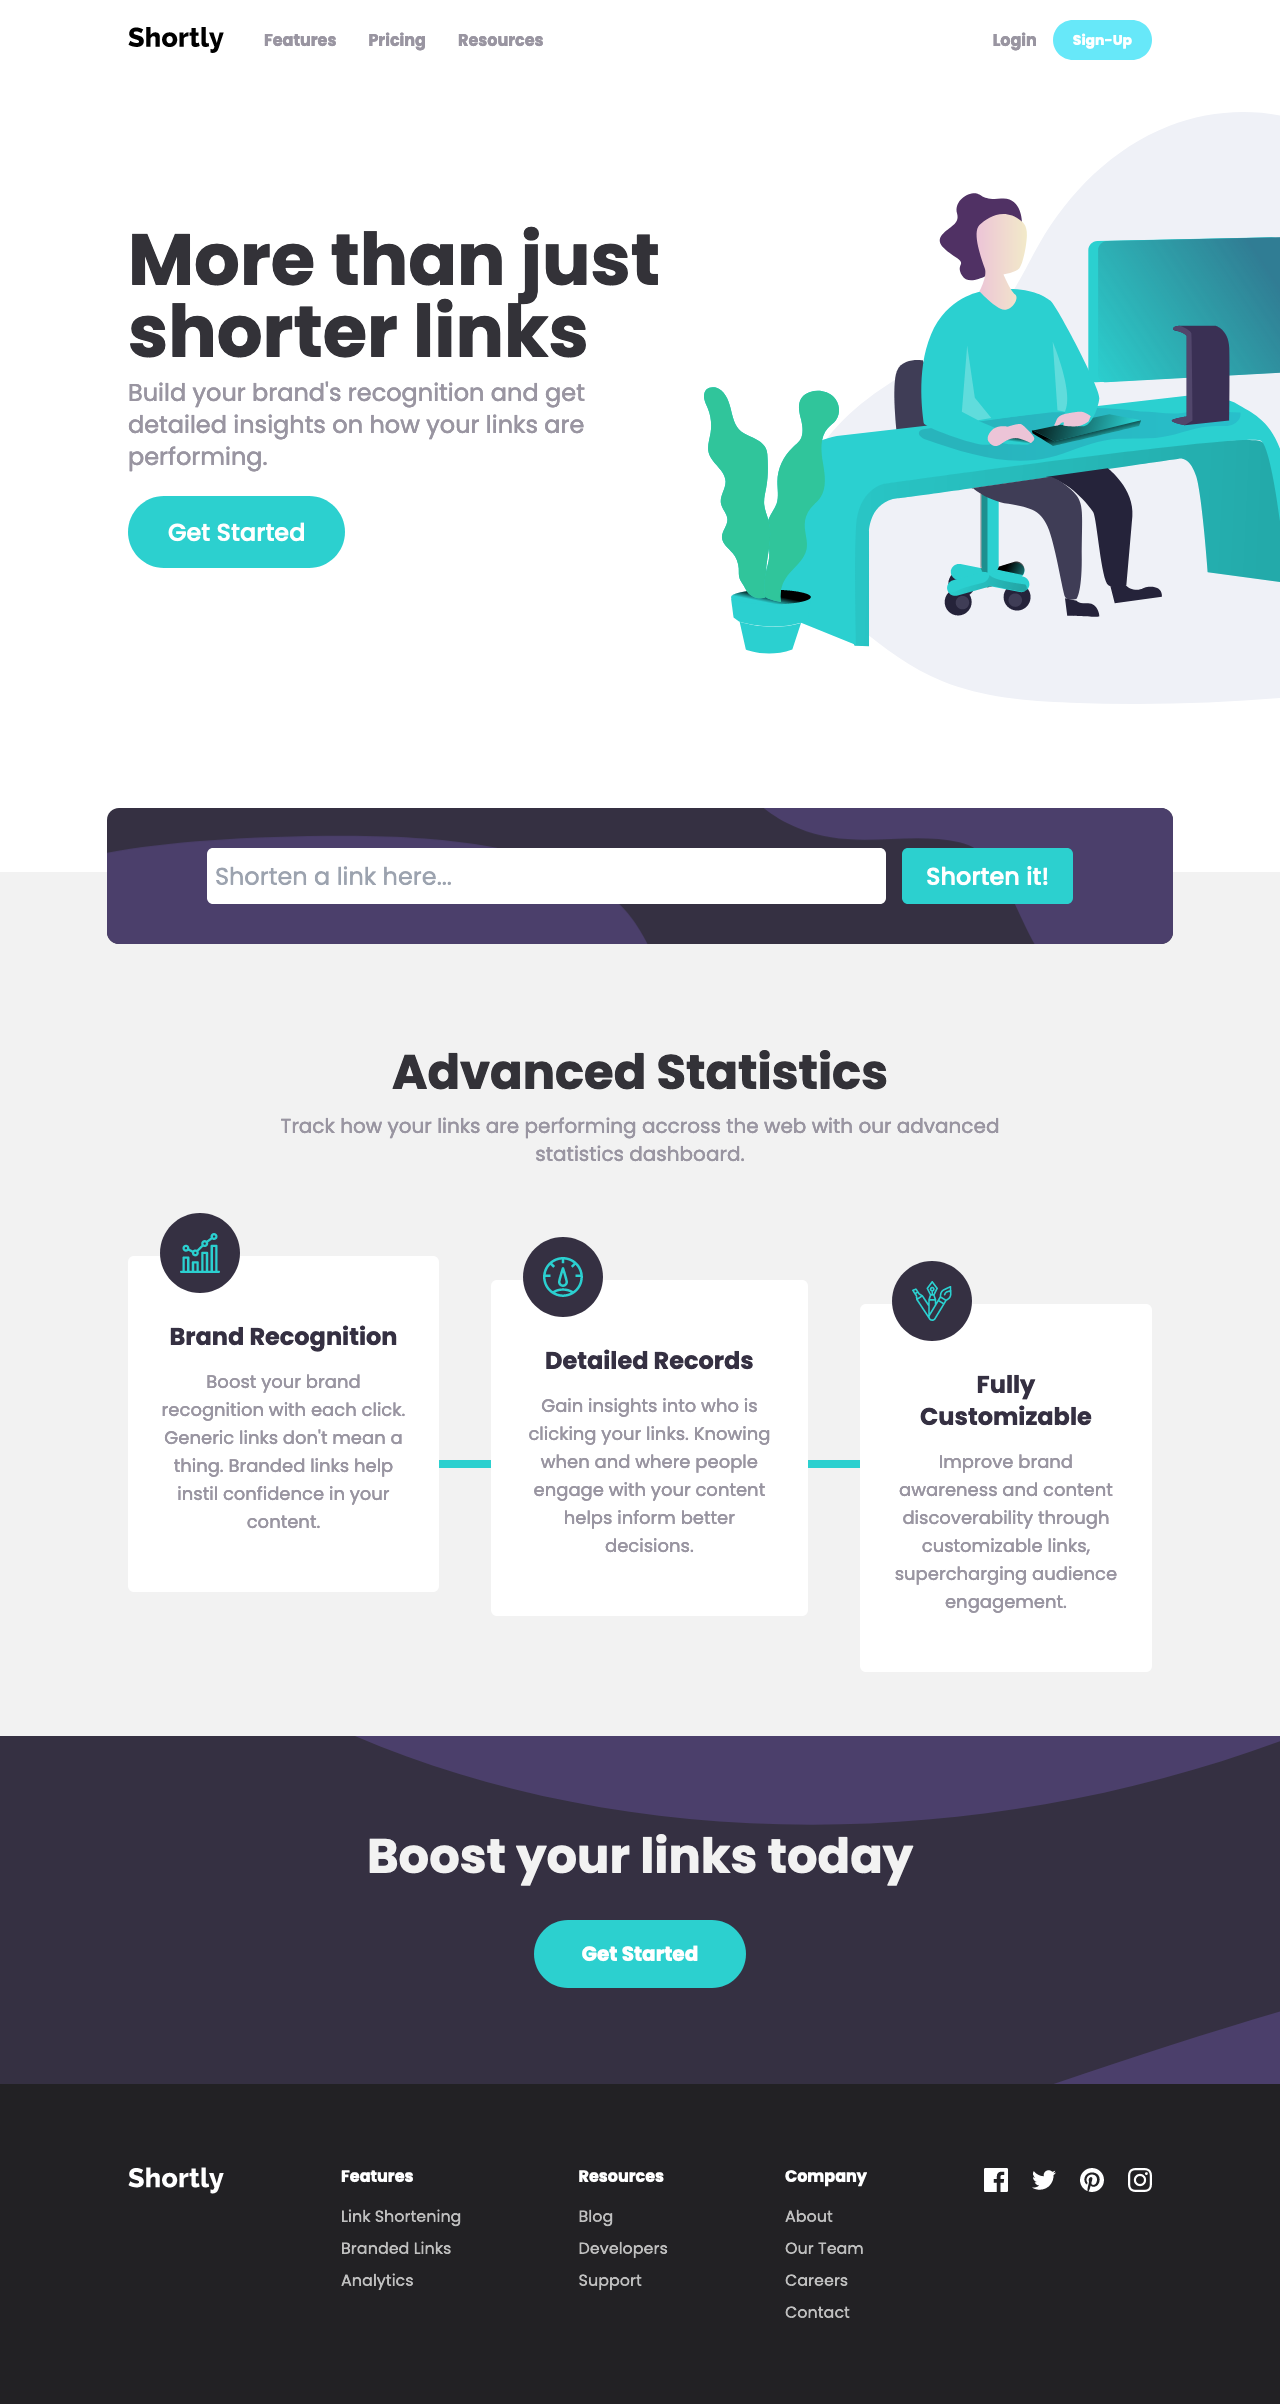 Shortly Features Pricing Resources Login Sign-Up
More than just
shorter links
Build your brand's recognition and get
detailed insights on how your links are
performing.
Get Started
Shorten a link here... Shorten it!
Advanced Statistics
Track how your links are performing accross the web with our advanced
statistics dashboard.
Brand Recognition
Boost your brand
recognition with each click.
Generic links don't mean a
thing. Branded links help
instil confidence in your
content.
Detailed Records
Gain insights into who is
clicking your links. Knowing
when and where people
engage with your content
helps inform better
decisions.
Fully
Customizable
Improve brand
awareness and content
discoverability through
customizable links,
supercharging audience
engagement.
Boost your links today
Get Started
Shortly
Features
Link Shortening
Branded Links
Analytics
Resources
Blog
Developers
Support
Company
About
Our Team
Careers
Contact